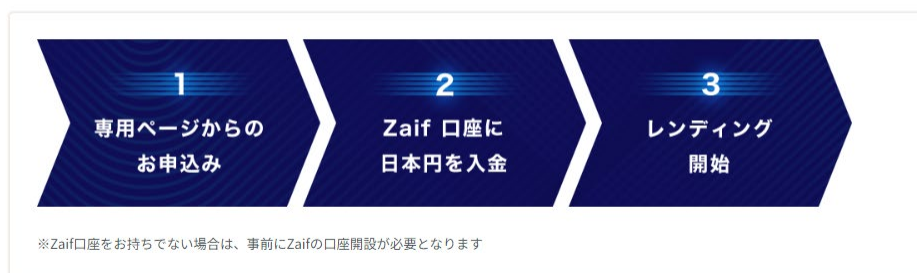 1
専用ページからの
お申込み
2
Zaif 口座に
日本円を入金
3
レンディング
開始
※Zaif口座をお持ちでない場合は、事前にZaifの口座開設が必要となります